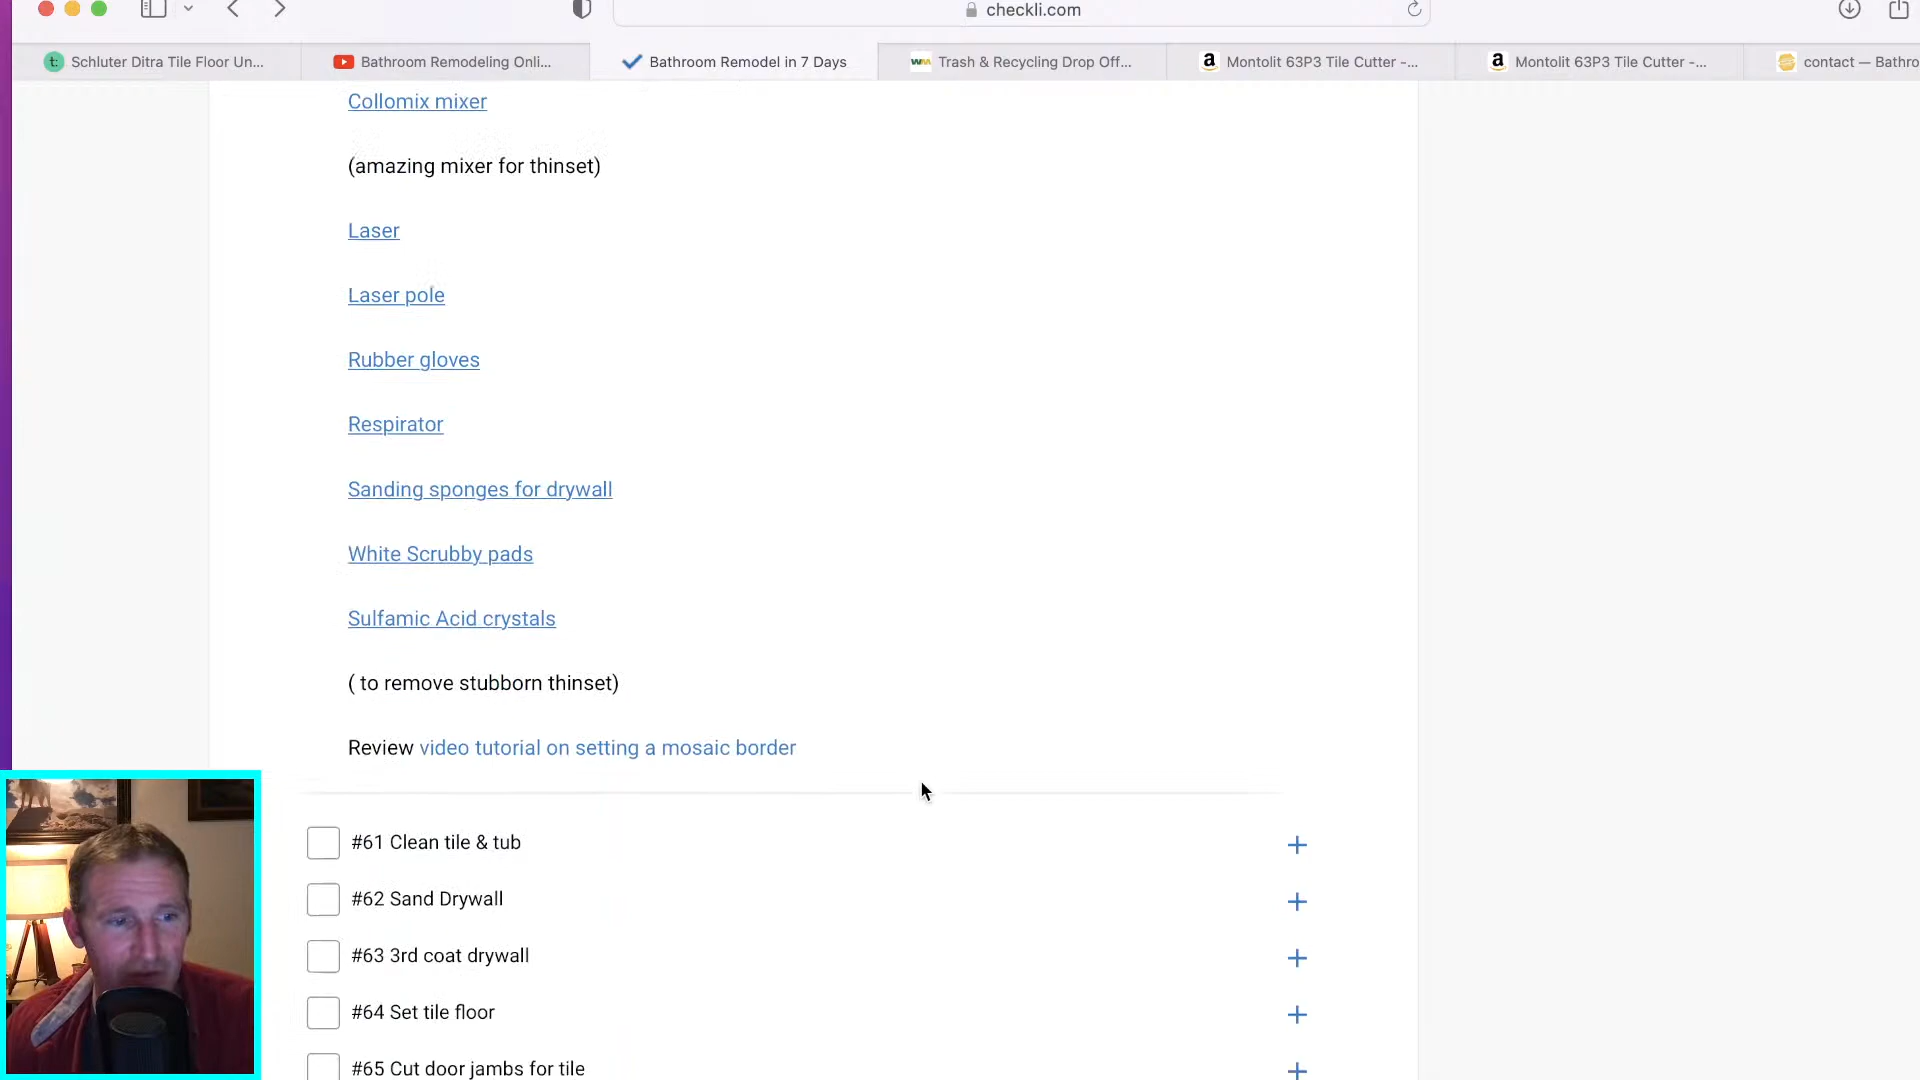 checkli.com
t: Schluter Ditra Tile Floor Un...
Bathroom Remodeling Onli...
Bathroom Remodel in 7 Days
WM Trash & Recycling Drop Off...
a Montolit 63P3 Tile Cutter -...
a Montolit 63P3 Tile Cutter -...
contact — Bathro
Collomix mixer
(amazing mixer for thinset)
Laser
Laser pole
Rubber gloves
Respirator
Sanding sponges for drywall
White Scrubby pads
Sulfamic Acid crystals
( to remove stubborn thinset)
Review video tutorial on setting a mosaic border
#61 Clean tile & tub
#62 Sand Drywall
#63 3rd coat drywall
#64 Set tile floor
#65 Cut door jambs for tile